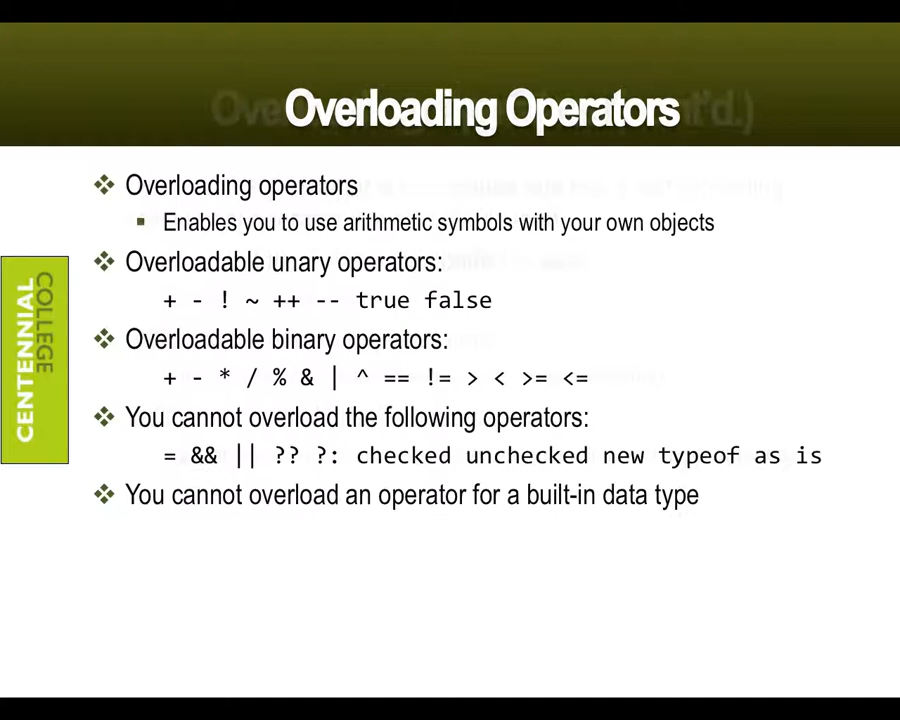 Overloading Operators
Overloading operators
Enables you to use arithmetic symbols with your own objects
Overloadable unary operators:
+ - ! ~ ++ -- true false
Overloadable binary operators:
+ - * / % & | ^ == != > < >= <=
You cannot overload the following operators:
= && || ?? ?: checked unchecked new typeof as is
You cannot overload an operator for a built-in data type
CENTENNIAL
COLLEGE